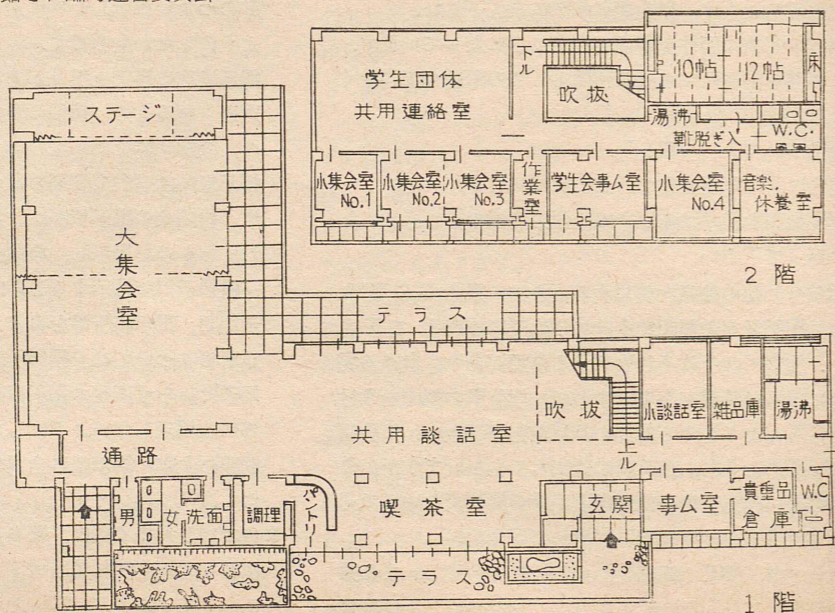 学生団体
共用連絡室
下ル
吹抜
10帖
12帖
床
湯沸
靴脱ぎ入
W.C.
小集会室
No.1
小集会室
No.2
小集会室
No.3
作業室
学生会事ム室
小集会室
No.4
音楽.
休養室
2階
ステージ
大集会室
テラス
通路
男
女
洗面
調理
パントリー
共用談話室
喫茶室
吹抜
上ル
小談話室
雑品庫
湯沸
玄関
事ム室
貴重品
倉庫
W.C
テラス
1階